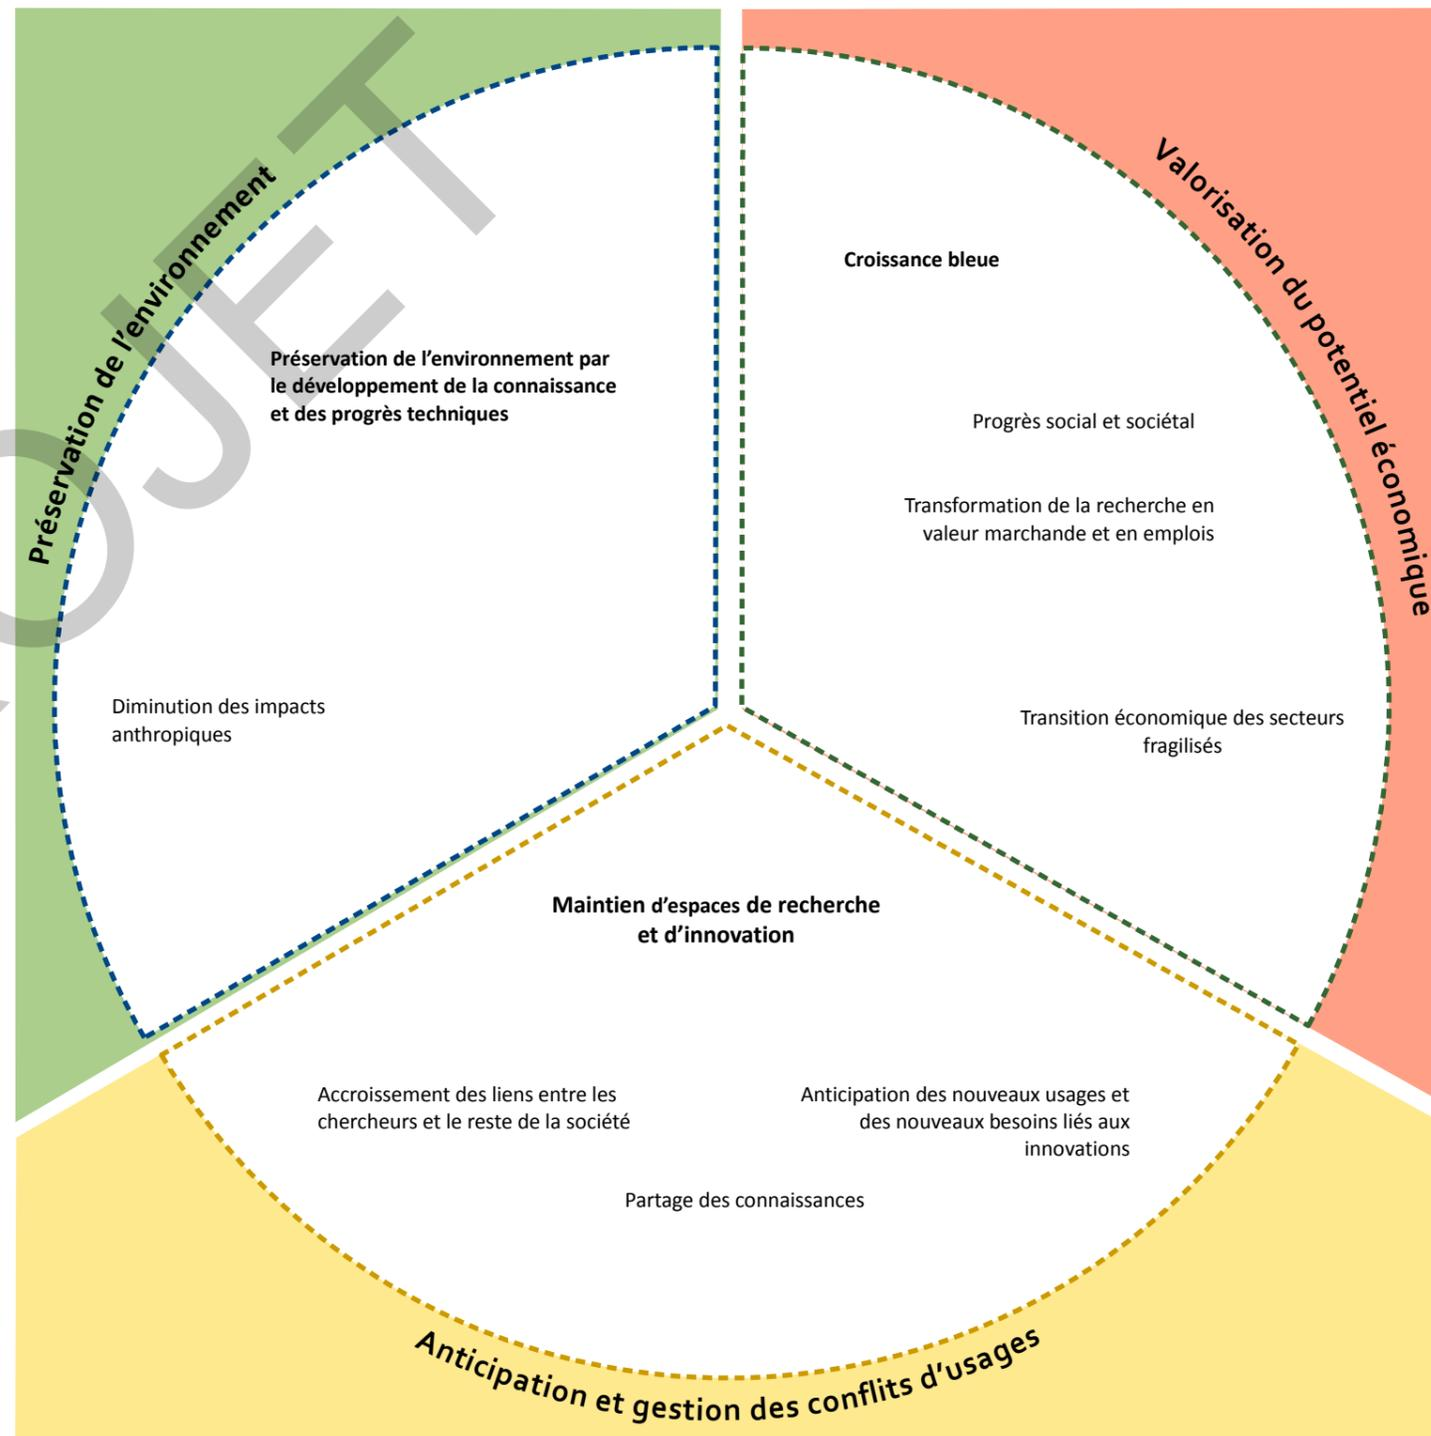 Préservation de l’environnement
Préservation de l’environnement par
le développement de la connaissance
et des progrès techniques
Diminution des impacts
anthropiques
Valorisation du potentiel économique
Croissance bleue
Progrès social et sociétal
Transformation de la recherche en
valeur marchande et en emplois
Transition économique des secteurs
fragilisés
Maintien d’espaces de recherche
et d’innovation
Accroissement des liens entre les
chercheurs et le reste de la société
Anticipation des nouveaux usages et
des nouveaux besoins liés aux
innovations
Partage des connaissances
Anticipation et gestion des conflits d’usages
OJET